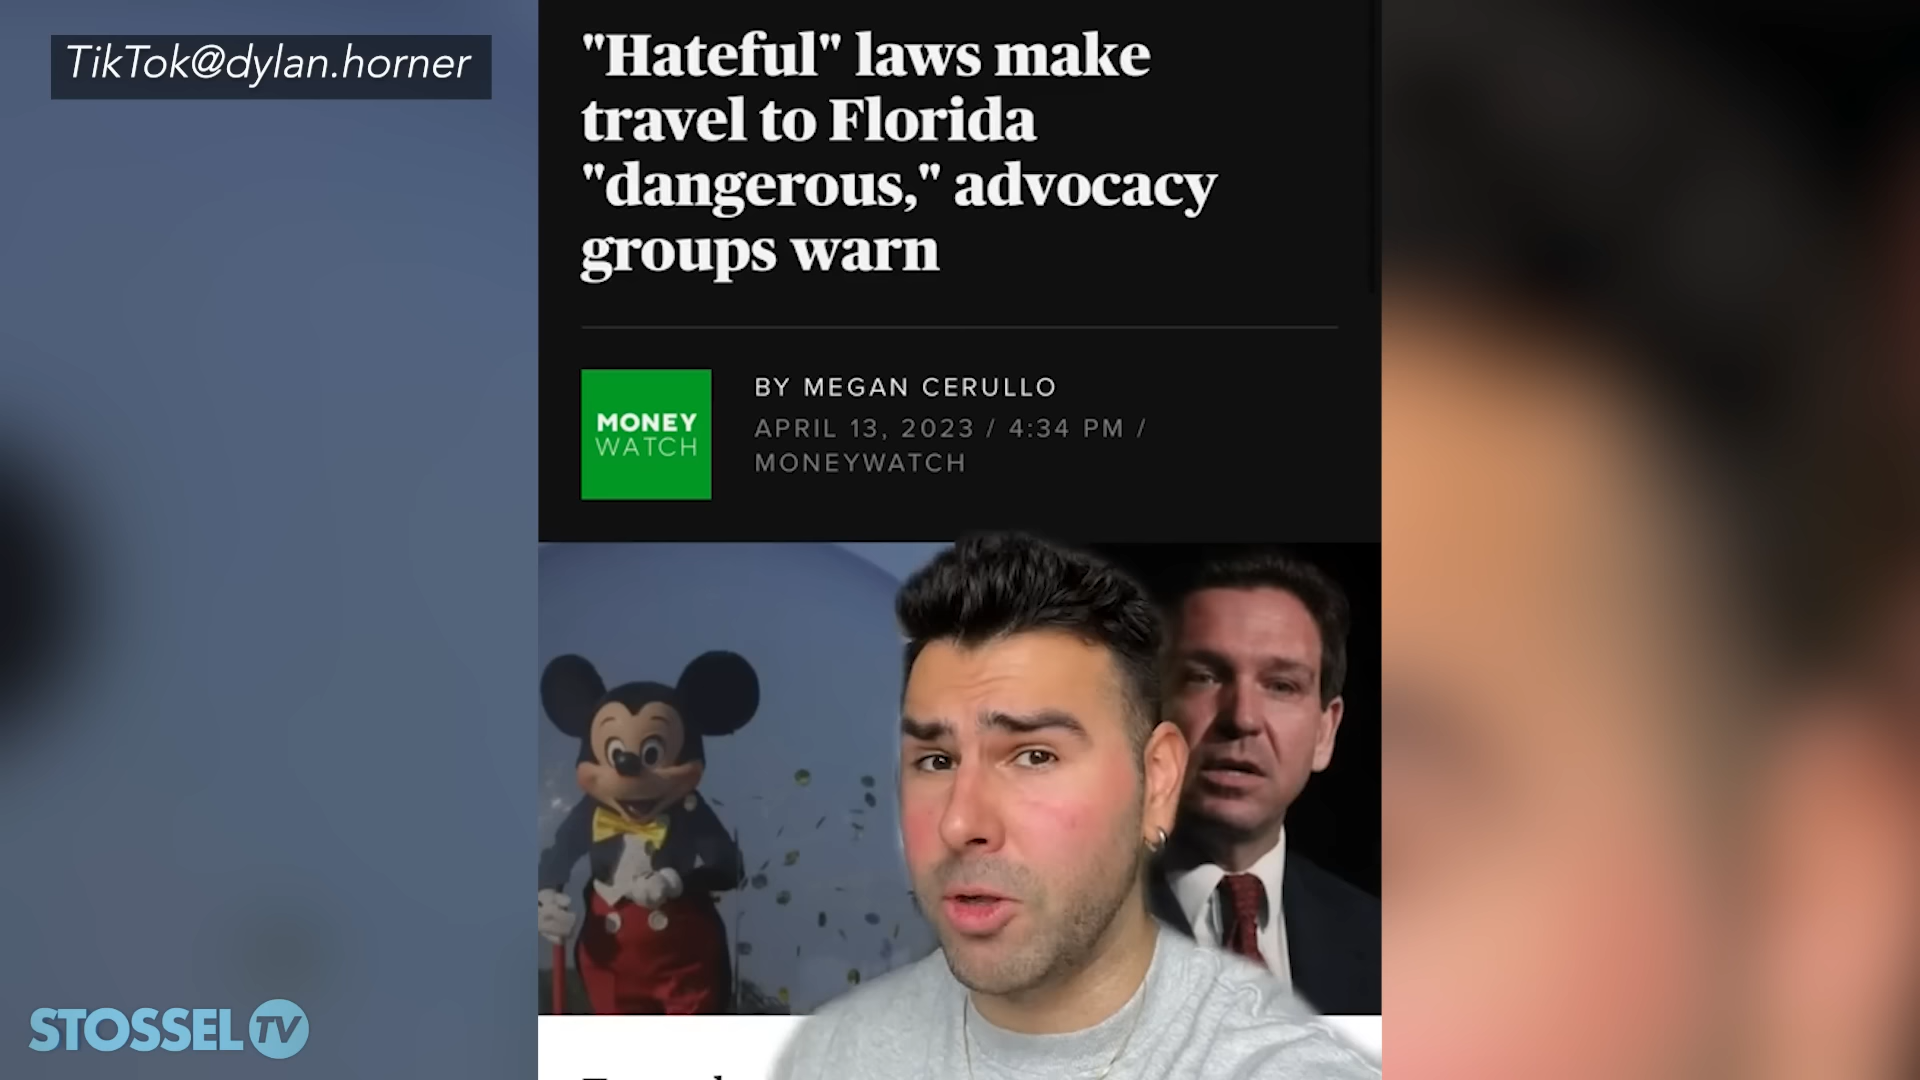 TikTok@dylan.horner
"Hateful" laws make
travel to Florida
"dangerous," advocacy
groups warn
MONEY
WATCH
BY MEGAN CERULLO
APRIL 13, 2023 / 4:34 PM /
MONEYWATCH
STOSSEL TV